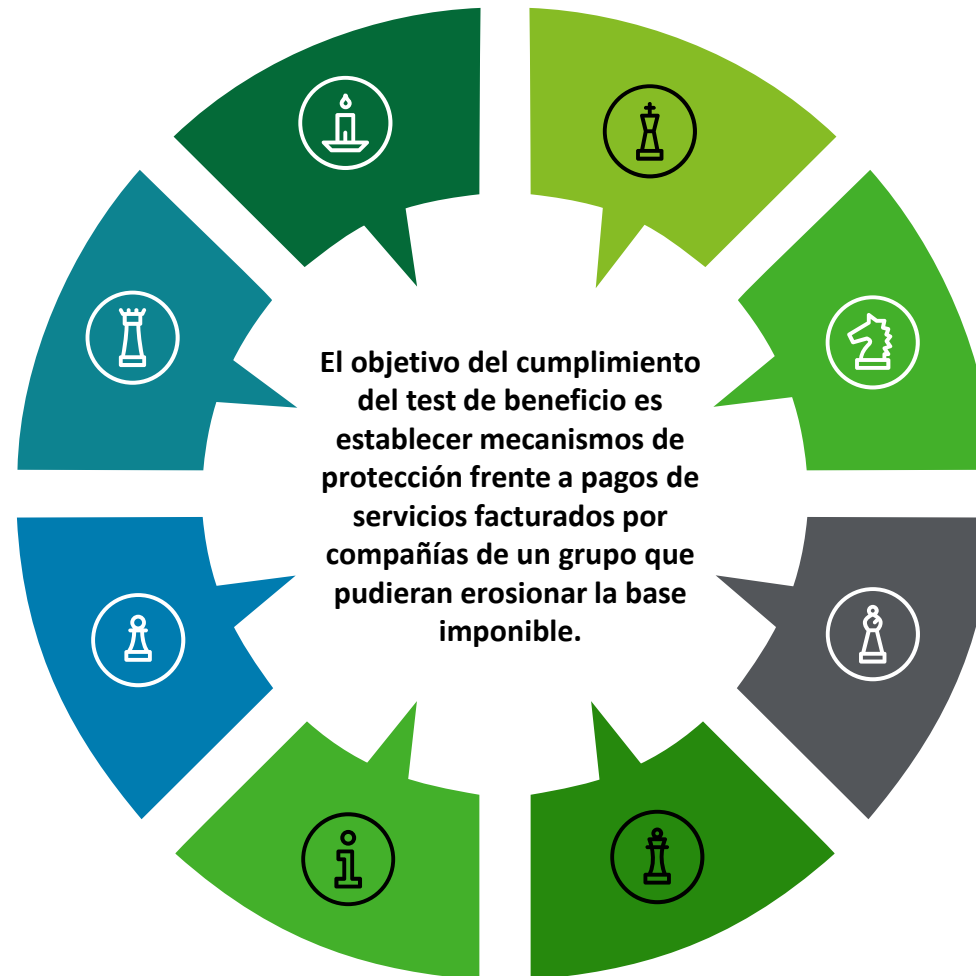 El objetivo del cumplimiento
del test de beneficio es
establecer mecanismos de
protección frente a pagos de
servicios facturados por
compañías de un grupo que
pudieran erosionar la base
imponible.